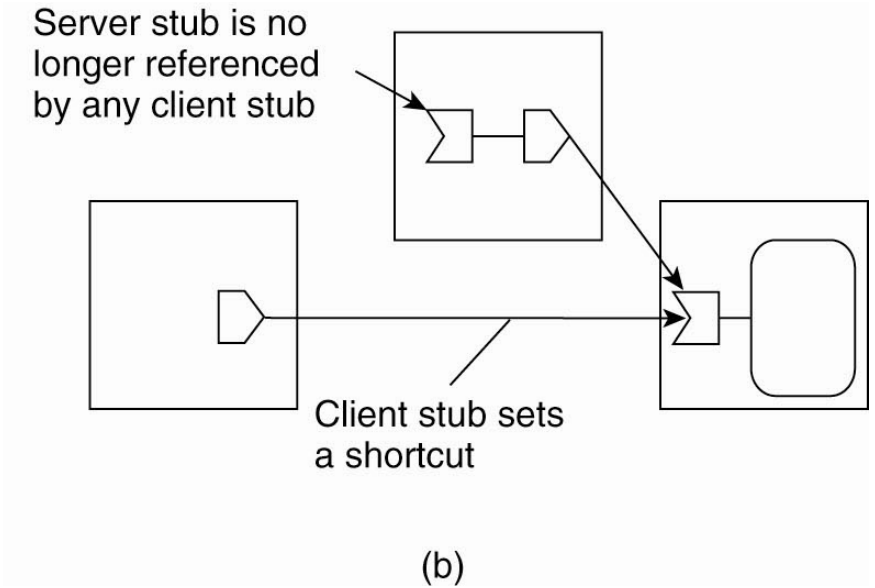 Server stub is no
longer referenced
by any client stub
Client stub sets
a shortcut
(b)